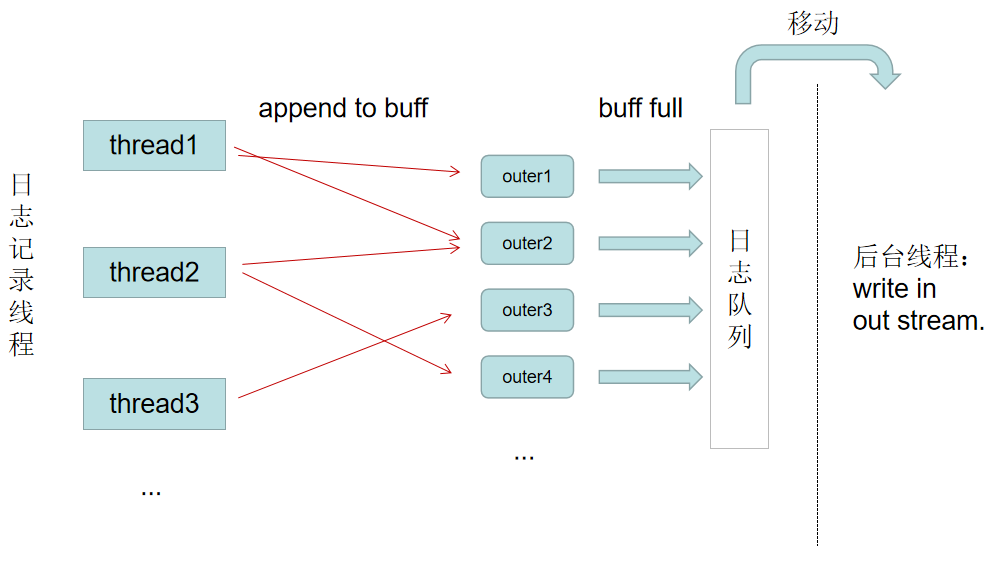 移动
append to buff
buff full
日志记录线程
thread1
thread2
thread3
...
outer1
outer2
outer3
outer4
...
日志队列
后台线：
write in
out stream.